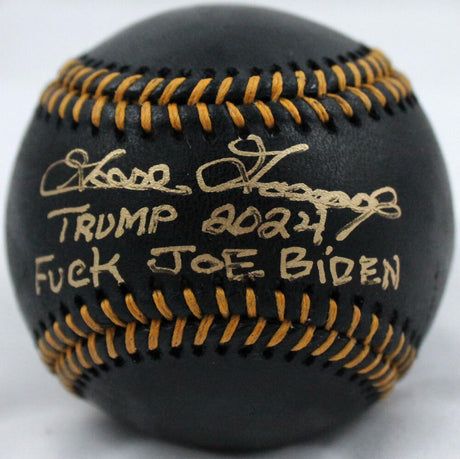 Goose Gossage
TRUMP 2024
FUCK JOE BIDEN